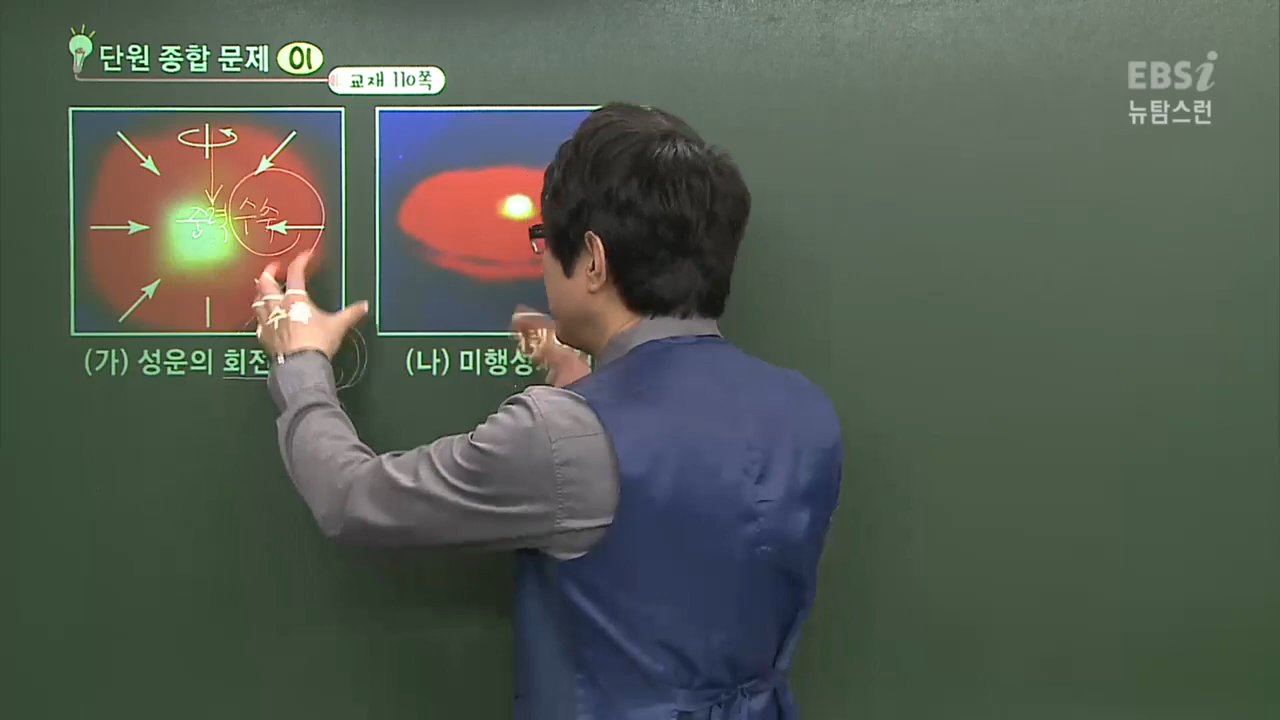 단원 종합 문제 01
교재 110쪽
EBSi
뉴탐스런
중력 수축
(가) 성운의 회전
(나) 미행성